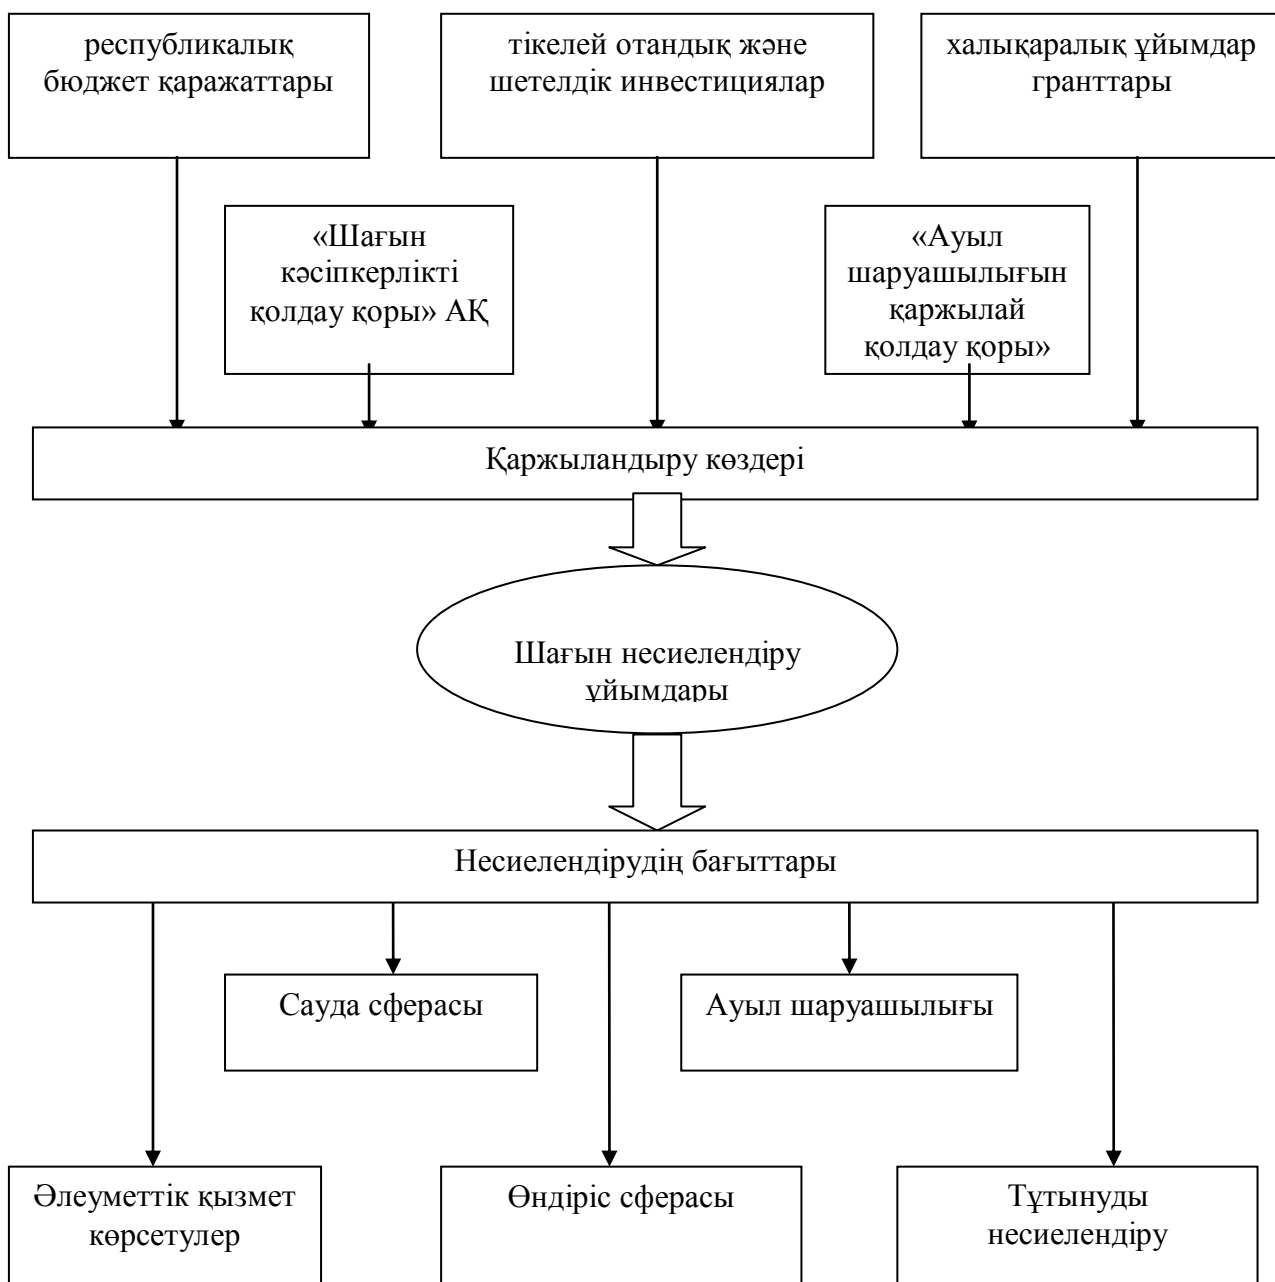 республикалық
бюджет қаражаттары
тікелей отандық және
шетелдік инвестициялар
халықаралық ұйымдар
гранттары
«Шағын
кәсіпкерлікті
қолдау қоры» АҚ
«Ауыл
шаруашылығын
қаржылай
қолдау қоры»
Қаржыландыру көздері
Шағын несиелендіру
ұйымдары
Несиелендірудің бағыттары
Сауда сферасы
Ауыл шаруашылығы
Әлеуметтік қызмет
көрсетулер
Өндіріс сферасы
Тұтынуды
несиелендіру